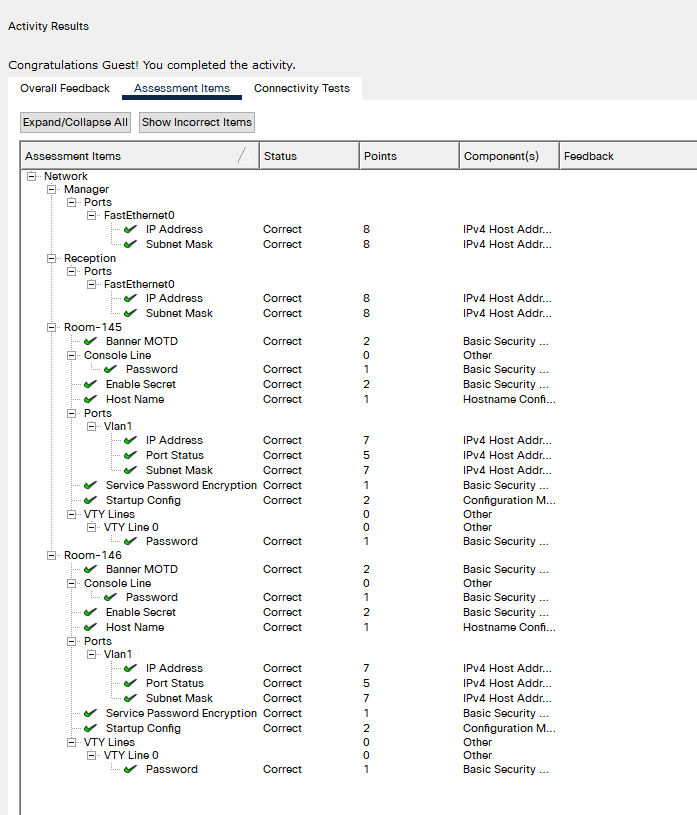 Activity Results
Congratulations Guest! You completed the activity.
Overall Feedback Assessment Items Connectivity Tests
Expand/Collapse All Show Incorrect Items
Assessment Items Status Points Component(s) Feedback
Network
Manager
Ports
FastEthernet0
IP Address Correct 8 IPv4 Host Addr...
Subnet Mask Correct 8 IPv4 Host Addr...
Reception
Ports
FastEthernet0
IP Address Correct 8 IPv4 Host Addr...
Subnet Mask Correct 8 IPv4 Host Addr...
Room-145
Banner MOTD Correct 2 Basic Security ...
Console Line 0 Other
Password Correct 1 Basic Security ...
Enable Secret Correct 2 Basic Security ...
Host Name Correct 1 Hostname Confi...
Ports
Vlan1
IP Address Correct 7 IPv4 Host Addr...
Port Status Correct 5 IPv4 Host Addr...
Subnet Mask Correct 7 IPv4 Host Addr...
Service Password Encryption Correct 1 Basic Security ...
Startup Config Correct 2 Configuration M...
VTY Lines 0 Other
VTY Line 0 0 Other
Password Correct 1 Basic Security ...
Room-146
Banner MOTD Correct 2 Basic Security ...
Console Line 0 Other
Password Correct 1 Basic Security ...
Enable Secret Correct 2 Basic Security ...
Host Name Correct 1 Hostname Confi...
Ports
Vlan1
IP Address Correct 7 IPv4 Host Addr...
Port Status Correct 5 IPv4 Host Addr...
Subnet Mask Correct 7 IPv4 Host Addr...
Service Password Encryption Correct 1 Basic Security ...
Startup Config Correct 2 Configuration M...
VTY Lines 0 Other
VTY Line 0 0 Other
Password Correct 1 Basic Security ...